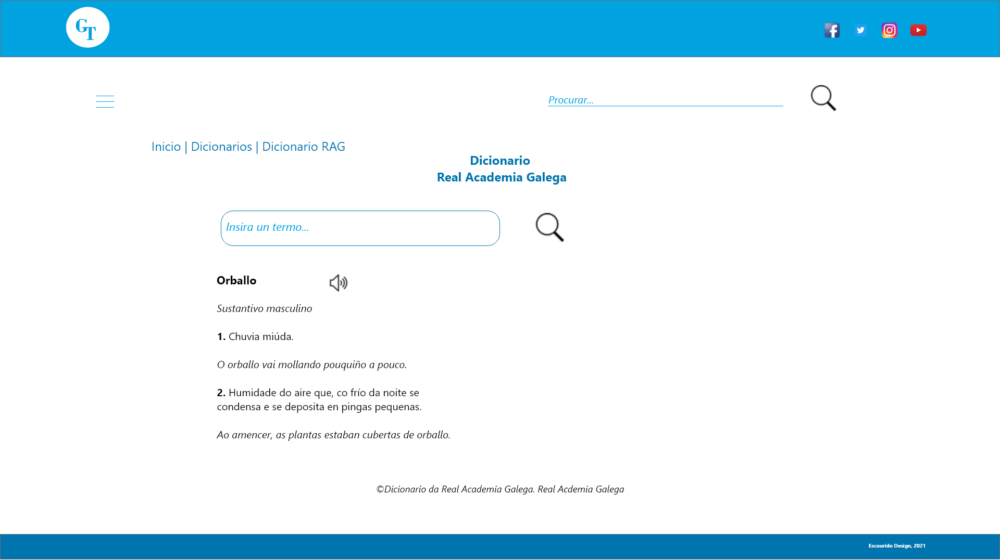 GT
Procurar...
Inicio | Dicionarios | Dicionario RAG
Dicionario
Real Academia Galega
Insira un termo...
Orballo
Sustantivo masculino
1. Chuvia miúda.
O orballo vai mollando pouquiño a pouco.
2. Humidade do aire que, co frío da noite se
condensa e se deposita en pingas pequenas.
Ao amencer, as plantas estaban cubertas de orballo.
©Dicionario da Real Academia Galega. Real Acdemia Galega
Escourido Design, 2021